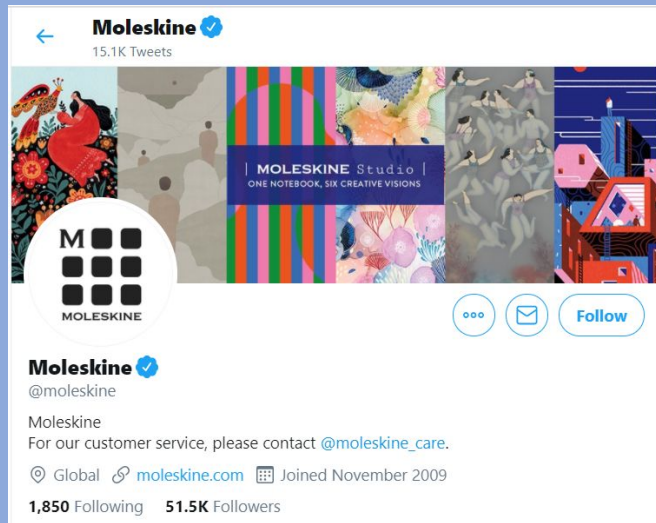 Moleskine
15.1K Tweets
| MOLESKINE Studio |
ONE NOTEBOOK, SIX CREATIVE VISIONS
M
MOLESKINE
Follow
Moleskine
@moleskine
Moleskine
For our customer service, please contact @moleskine_care.
Global moleskine.com Joined November 2009
1,850 Following 51.5K Followers